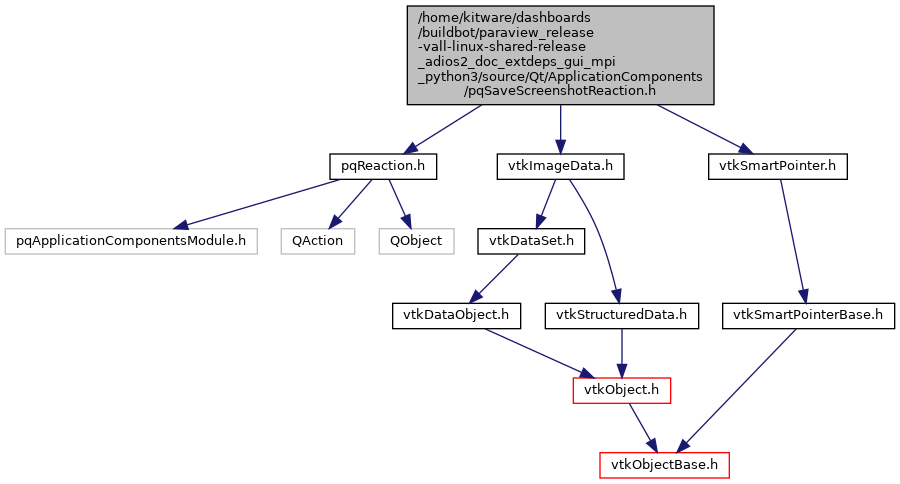 /home/kitware/dashboards
/buildbot/paraview_release
-vall-linux-shared-release
_adios2_doc_extdeps_gui_mpi
_python3/source/Qt/ApplicationComponents
/pqSaveScreenshotReaction.h
pqReaction.h
vtkImageData.h
vtkSmartPointer.h
pqApplicationComponentsModule.h
QAction
QObject
vtkDataSet.h
vtkDataObject.h
vtkStructuredData.h
vtkSmartPointerBase.h
vtkObject.h
vtkObjectBase.h